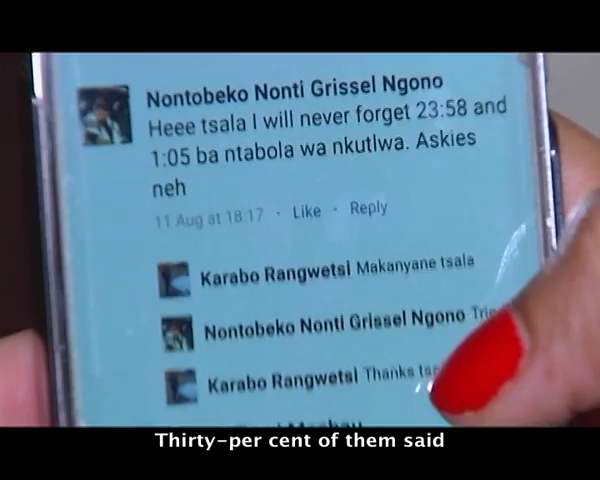 Nontobeko Nonti Grissel Ngono
Heee tsala I will never forget 23:58 and
1:05 ba ntabola wa nkutlwa. Askies
neh
11 Aug at 18:17 · Like · Reply
Karabo Rangwetsi Makanyane tsala
Nontobeko Nonti Grissel Ngono
Karabo Rangwetsi Thanks
Thirty-per cent of them said